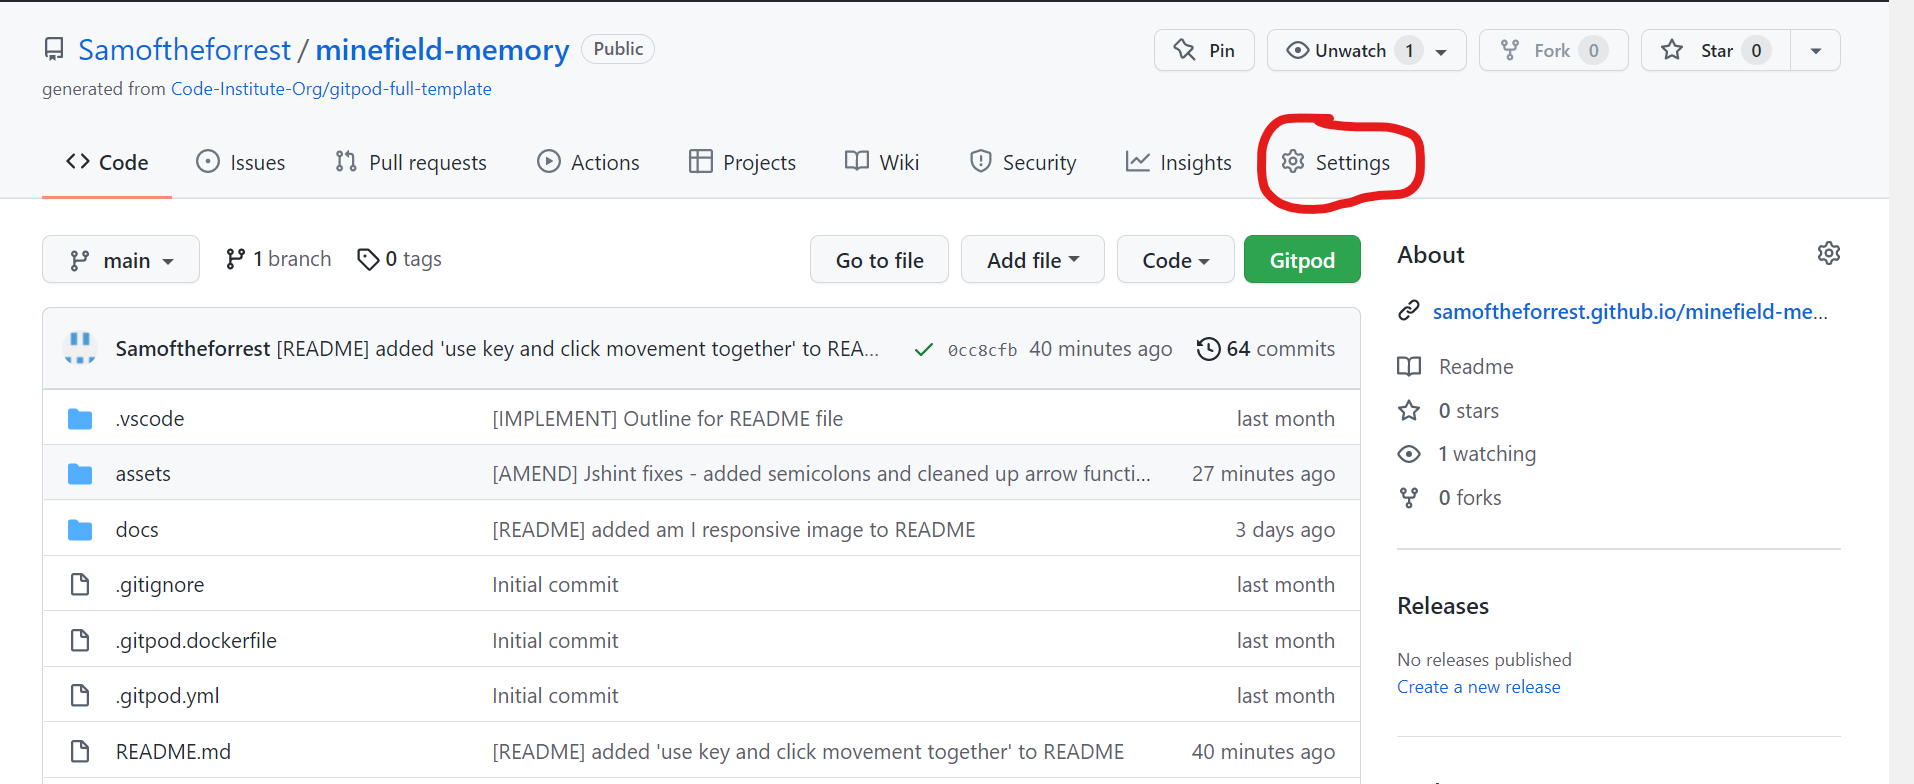 Samoftheforrest / minefield-memory Public
Pin
Unwatch 1
Fork 0
Star 0
generated from Code-Institute-Org/gitpod-full-template
Code
Issues
Pull requests
Actions
Projects
Wiki
Security
Insights
Settings
main
1 branch
0 tags
Go to file
Add file
Code
Gitpod
Samoftheforrest [README] added 'use key and click movement together' to REA... 0cc8cfb 40 minutes ago 64 commits
.vscode [IMPLEMENT] Outline for README file last month
assets [AMEND] Jshint fixes - added semicolons and cleaned up arrow functi... 27 minutes ago
docs [README] added am I responsive image to README 3 days ago
.gitignore Initial commit last month
.gitpod.dockerfile Initial commit last month
.gitpod.yml Initial commit last month
README.md [README] added 'use key and click movement together' to README 40 minutes ago
About
samoftheforrest.github.io/minefield-me...
Readme
0 stars
1 watching
0 forks
Releases
No releases published
Create a new release